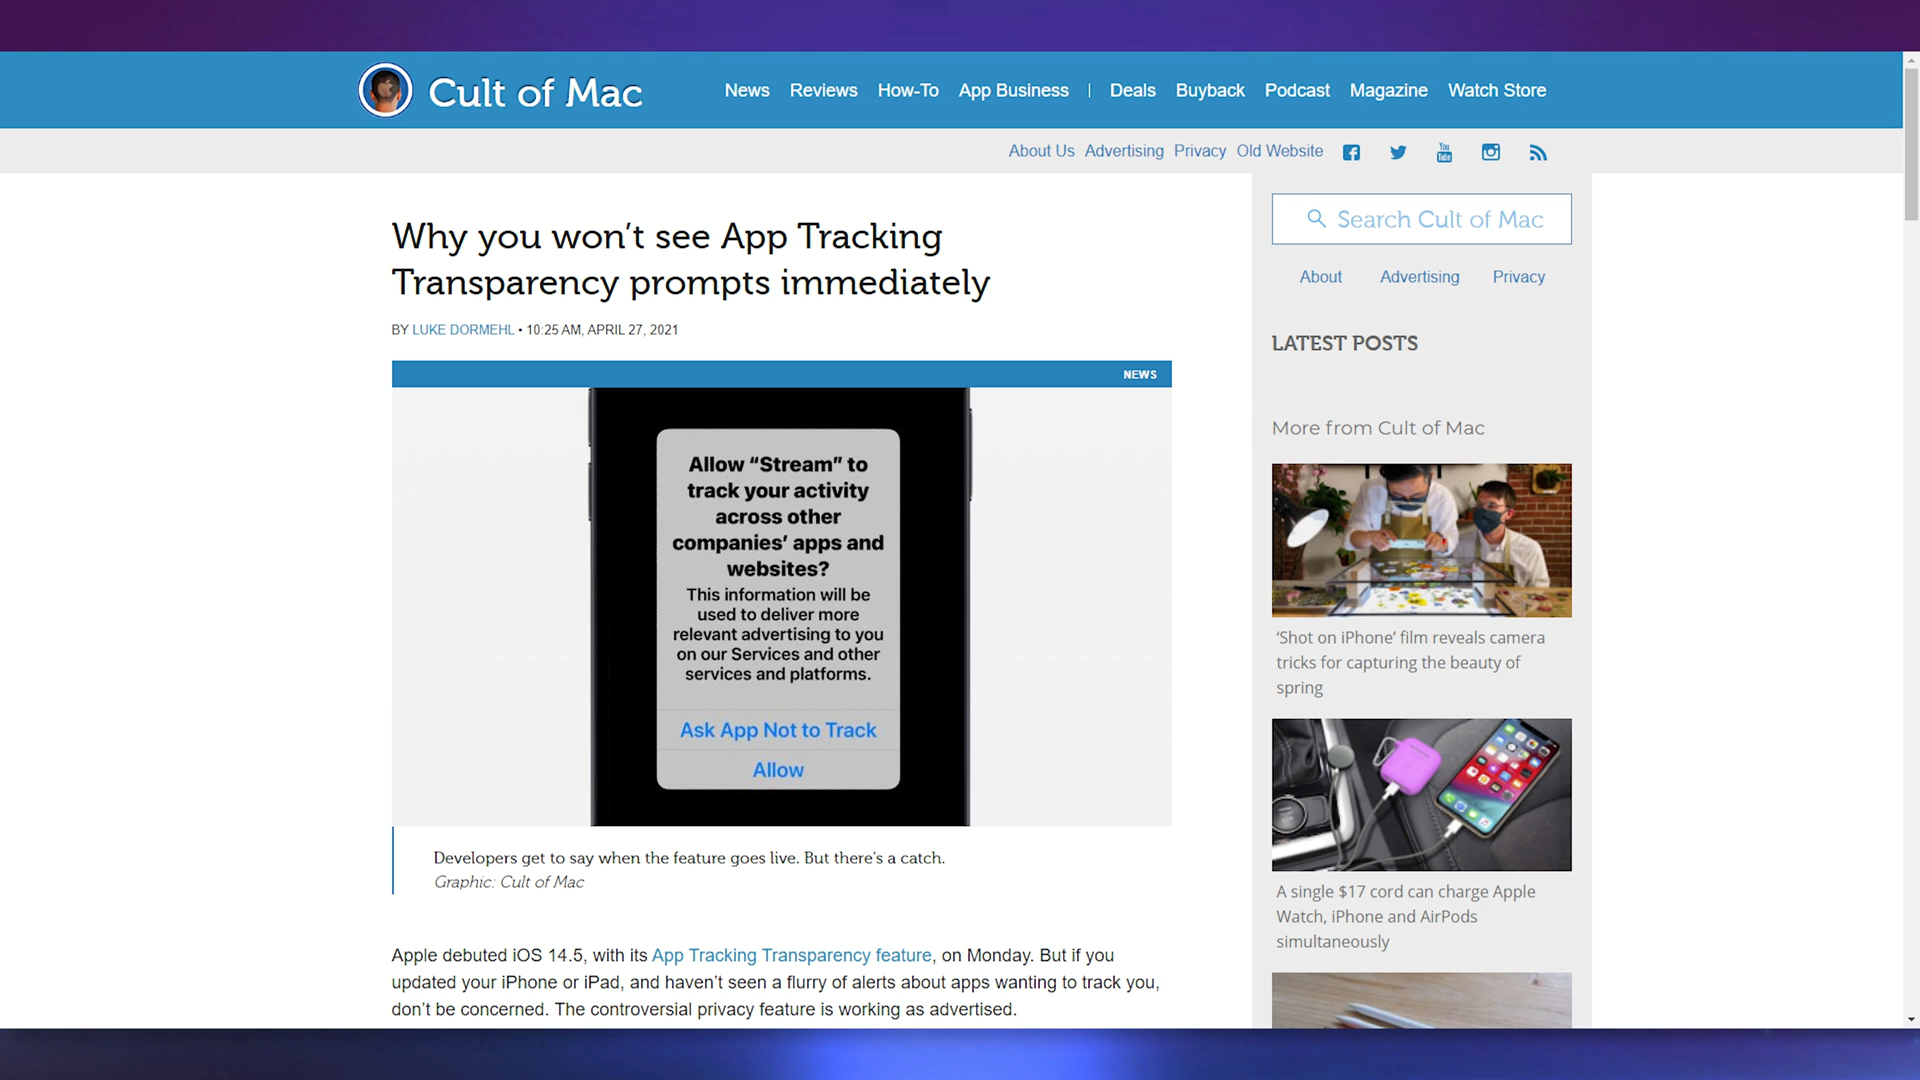 Cult of Mac
News Reviews How-To App Business | Deals Buyback Podcast Magazine Watch Store
About Us Advertising Privacy Old Website
You Tube
Why you won’t see App Tracking
Transparency prompts immediately
BY LUKE DORMEHL • 10:25 AM, APRIL 27, 2021
NEWS
Allow “Stream” to
track your activity
across other
companies’ apps and
websites?
This information will be
used to deliver more
relevant advertising to you
on our Services and other
services and platforms.
Ask App Not to Track
Allow
Developers get to say when the feature goes live. But there’s a catch.
Graphic: Cult of Mac
Apple debuted iOS 14.5, with its App Tracking Transparency feature, on Monday. But if you
updated your iPhone or iPad, and haven’t seen a flurry of alerts about apps wanting to track you,
don’t be concerned. The controversial privacy feature is working as advertised.
Search Cult of Mac
About Advertising Privacy
LATEST POSTS
More from Cult of Mac
‘Shot on iPhone’ film reveals camera
tricks for capturing the beauty of
spring
A single $17 cord can charge Apple
Watch, iPhone and AirPods
simultaneously